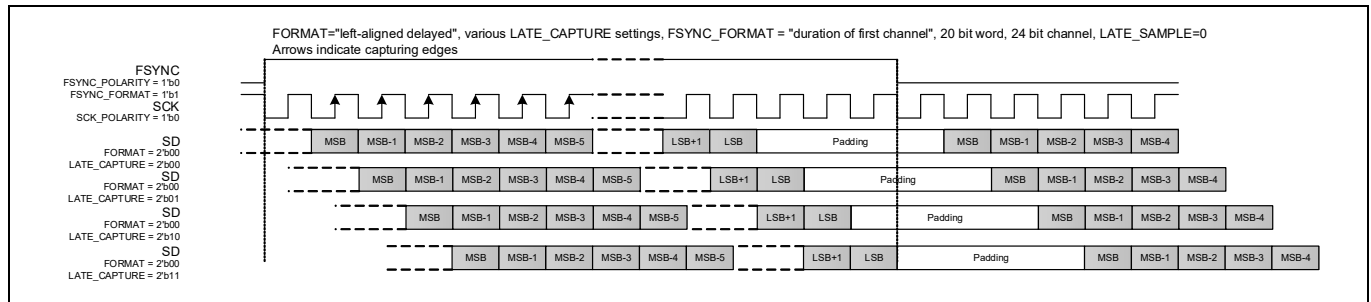 FORMAT="left-aligned delayed", various LATE_CAPTURE settings, FSYNC_FORMAT = "duration of first channel", 20 bit word, 24 bit channel, LATE_SAMPLE=0
Arrows indicate capturing edges
FSYNC
FSYNC_POLARITY = 1'b0
FSYNC_FORMAT = 1'b1
SCK
SCK_POLARITY = 1'b0
SD
FORMAT = 2'b00
LATE_CAPTURE = 2'b00
MSB MSB-1 MSB-2 MSB-3 MSB-4 MSB-5 LSB+1 LSB Padding MSB MSB-1 MSB-2 MSB-3 MSB-4
SD
FORMAT = 2'b00
LATE_CAPTURE = 2'b01
MSB MSB-1 MSB-2 MSB-3 MSB-4 MSB-5 LSB+1 LSB Padding MSB MSB-1 MSB-2 MSB-3 MSB-4
SD
FORMAT = 2'b00
LATE_CAPTURE = 2'b10
MSB MSB-1 MSB-2 MSB-3 MSB-4 MSB-5 LSB+1 LSB Padding MSB MSB-1 MSB-2 MSB-3 MSB-4
SD
FORMAT = 2'b00
LATE_CAPTURE = 2'b11
MSB MSB-1 MSB-2 MSB-3 MSB-4 MSB-5 LSB+1 LSB Padding MSB MSB-1 MSB-2 MSB-3 MSB-4